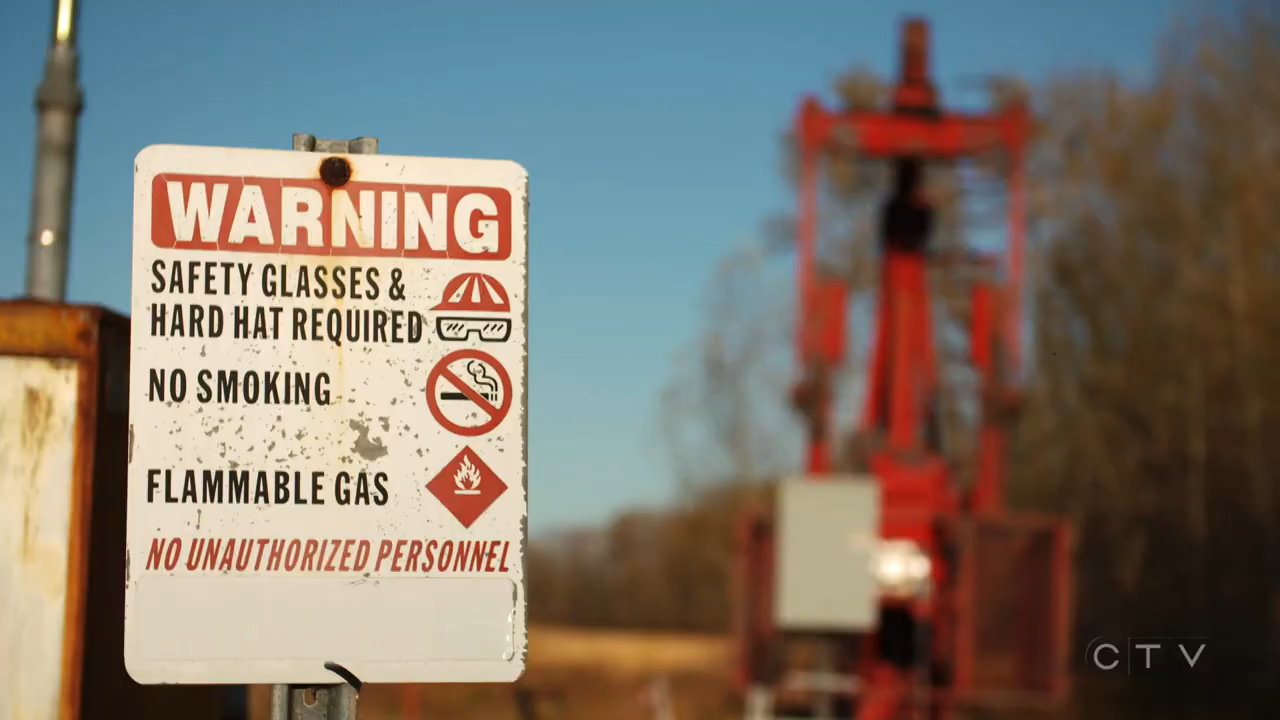 WARNING
SAFETY GLASSES &
HARD HAT REQUIRED
NO SMOKING
FLAMMABLE GAS
NO UNAUTHORIZED PERSONNEL
CTV